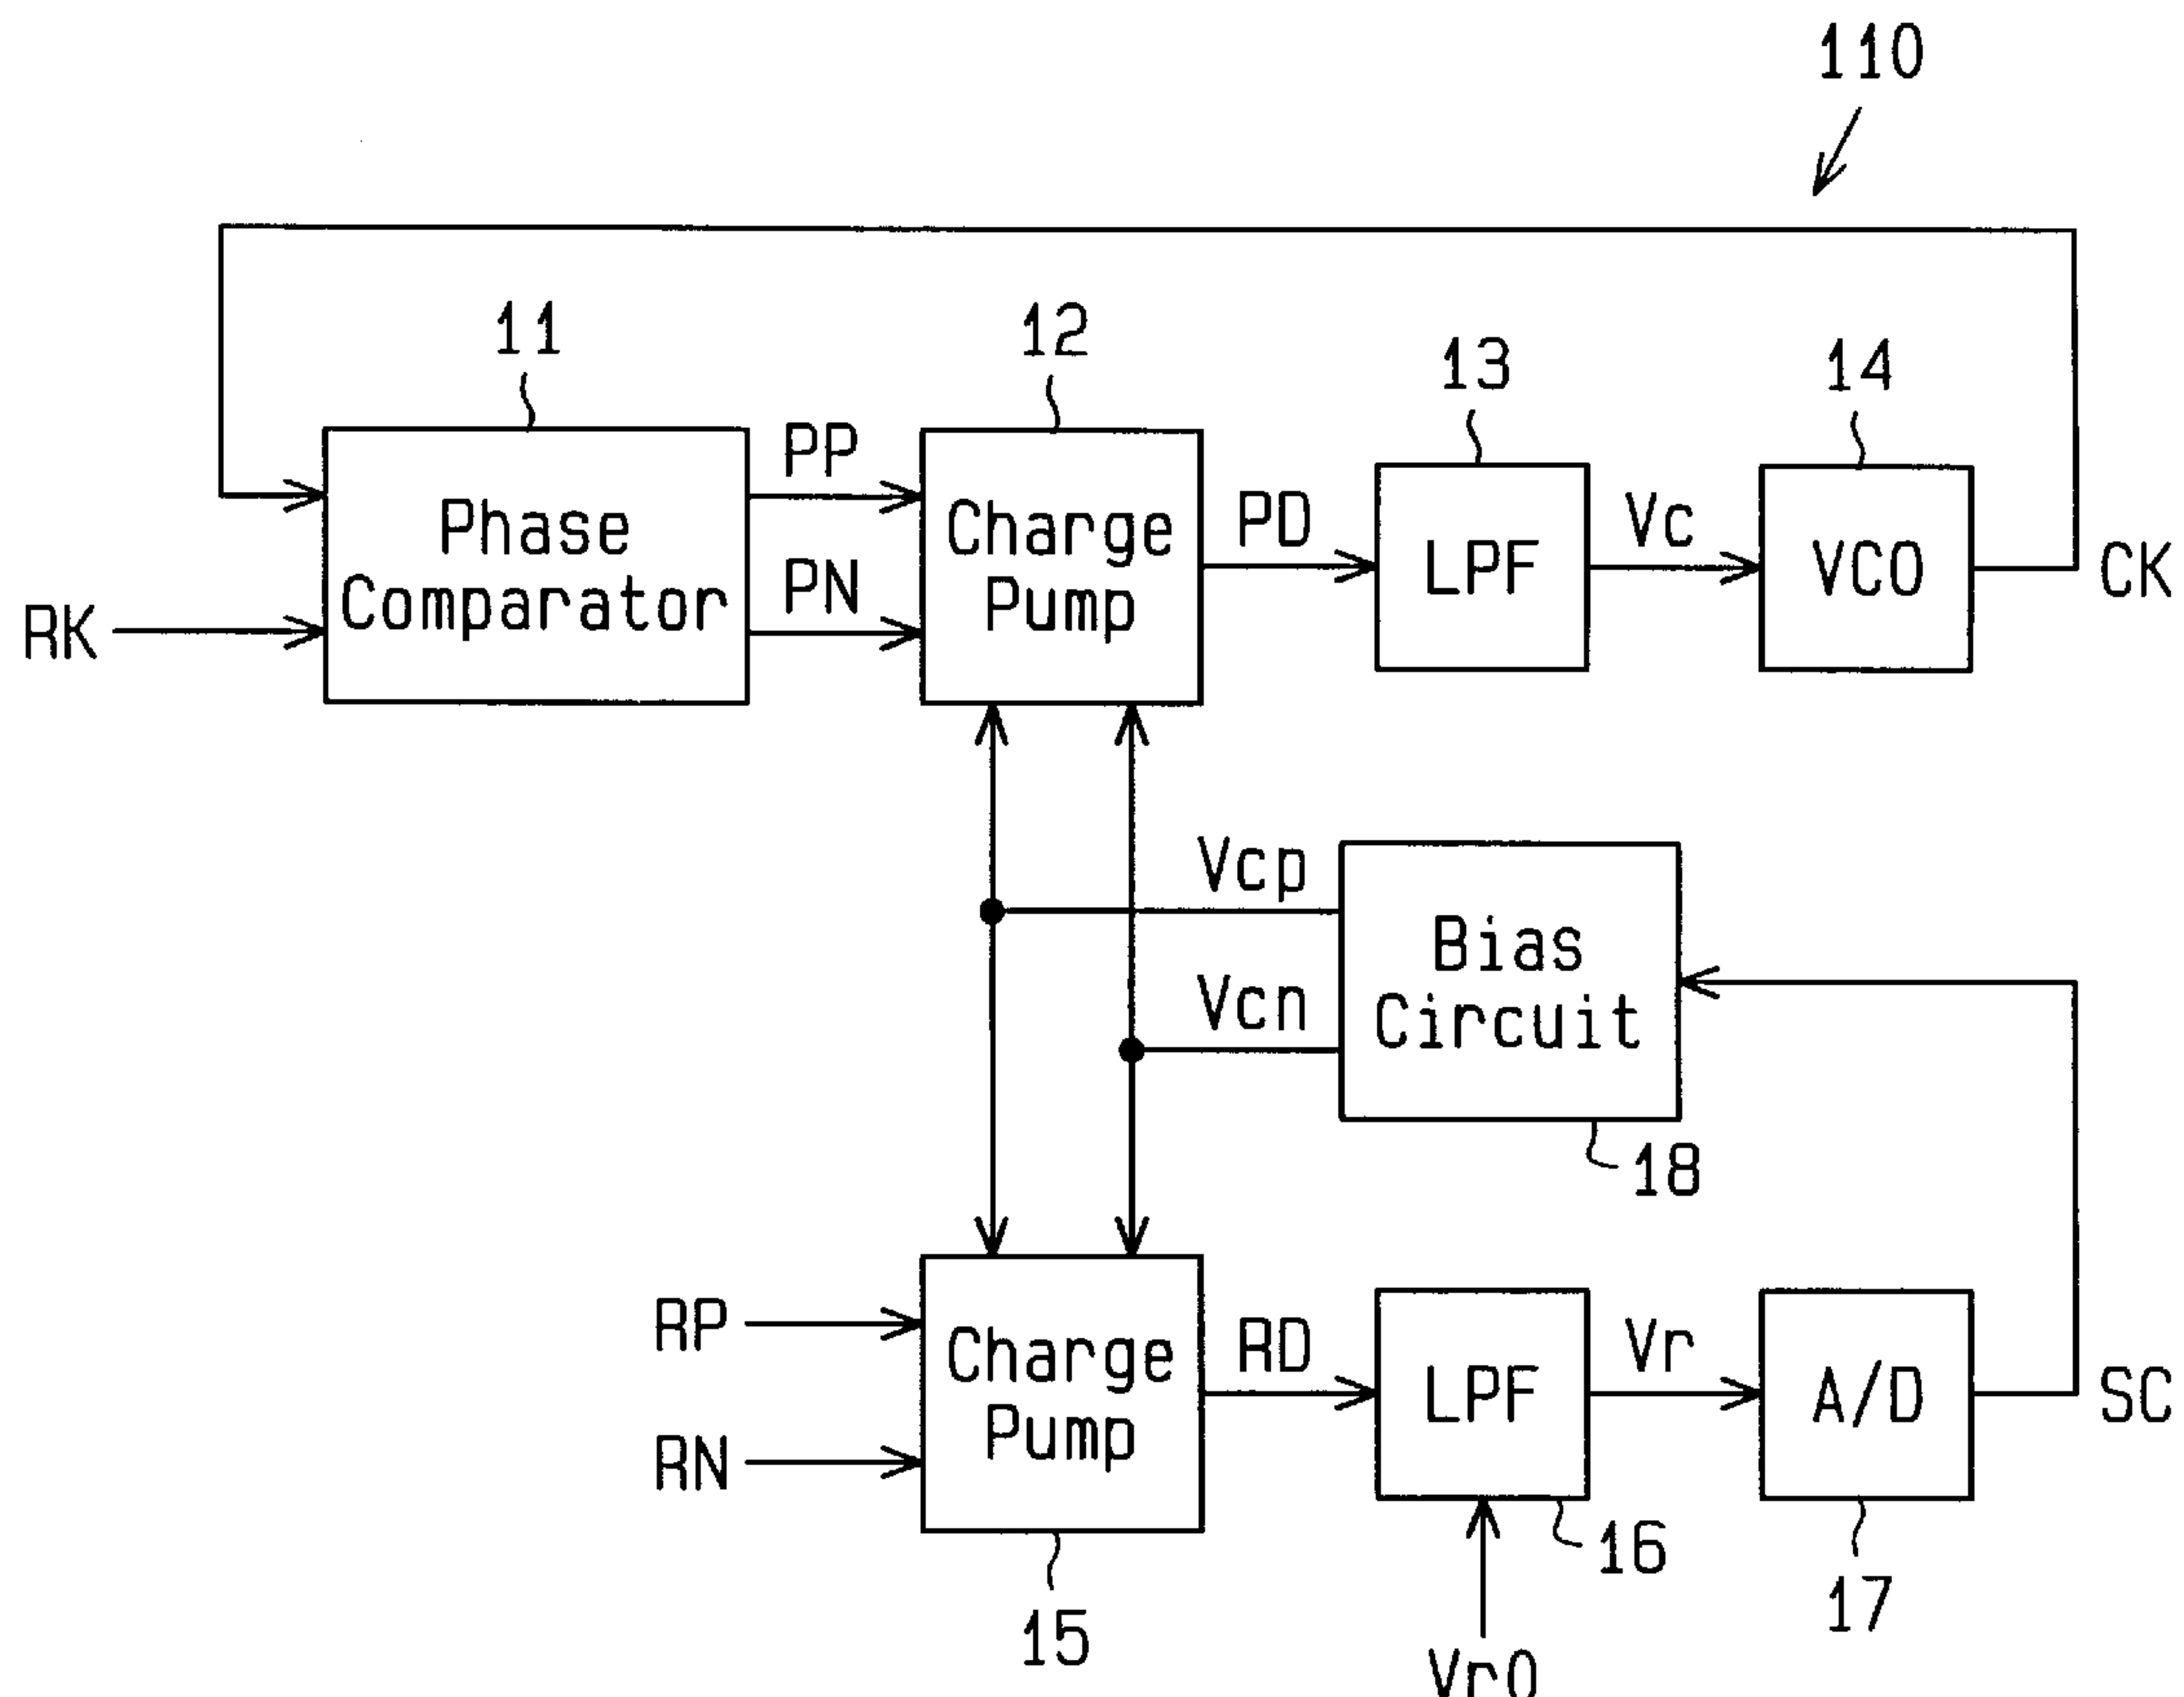 110
11
12
13
14
PP
PN
PD
Vc
CK
RK
Phase
Comparator
Charge
Pump
LPF
VCO
Vcp
Vcn
Bias
Circuit
18
RP
RN
Charge
Pump
RD
LPF
Vr
A/D
SC
15
16
17
Vr0